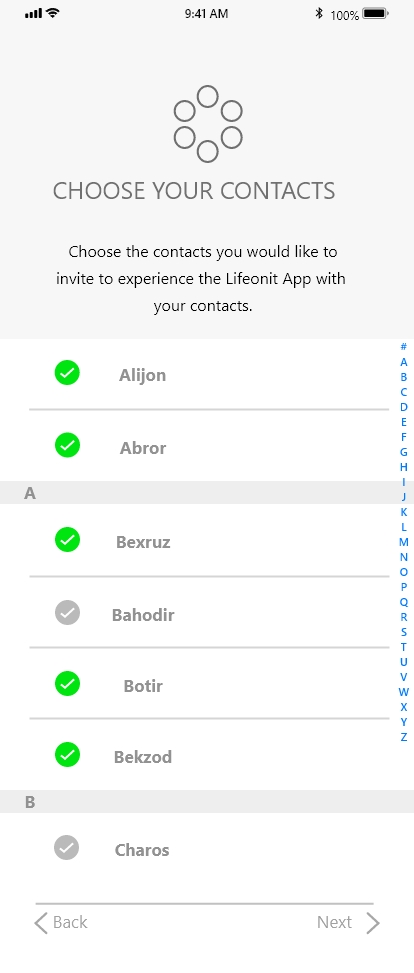 9:41 AM
100%
CHOOSE YOUR CONTACTS
Choose the contacts you would like to
invite to experience the Lifeonit App with
your contacts.
Alijon
Abror
A
Bexruz
Bahodir
Botir
Bekzod
B
Charos
#
A
B
C
D
E
F
G
H
I
J
K
L
M
N
O
P
Q
R
S
T
U
V
W
X
Y
Z
Back
Next